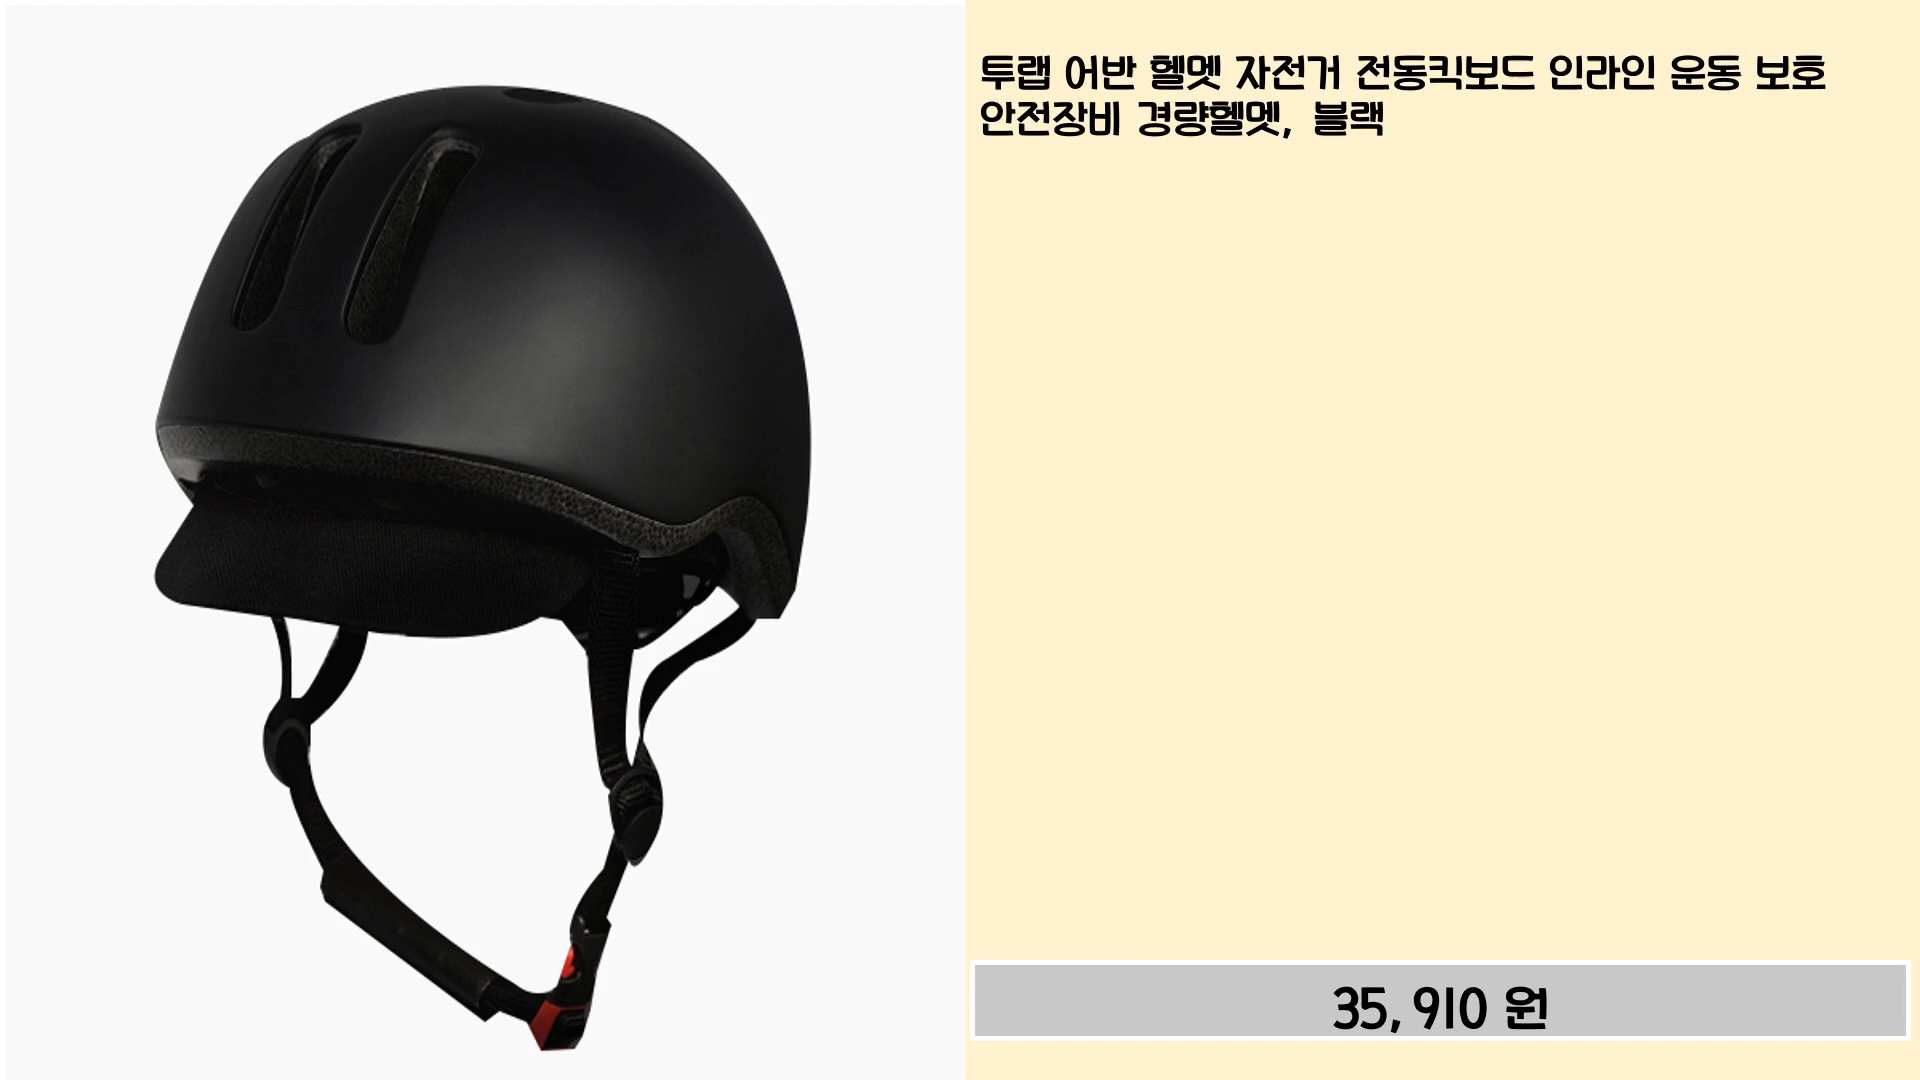 투랩 어반 헬멧 자전거 전동킥보드 인라인 운동 보호
안전장비 경량헬멧, 블랙
35,910 원